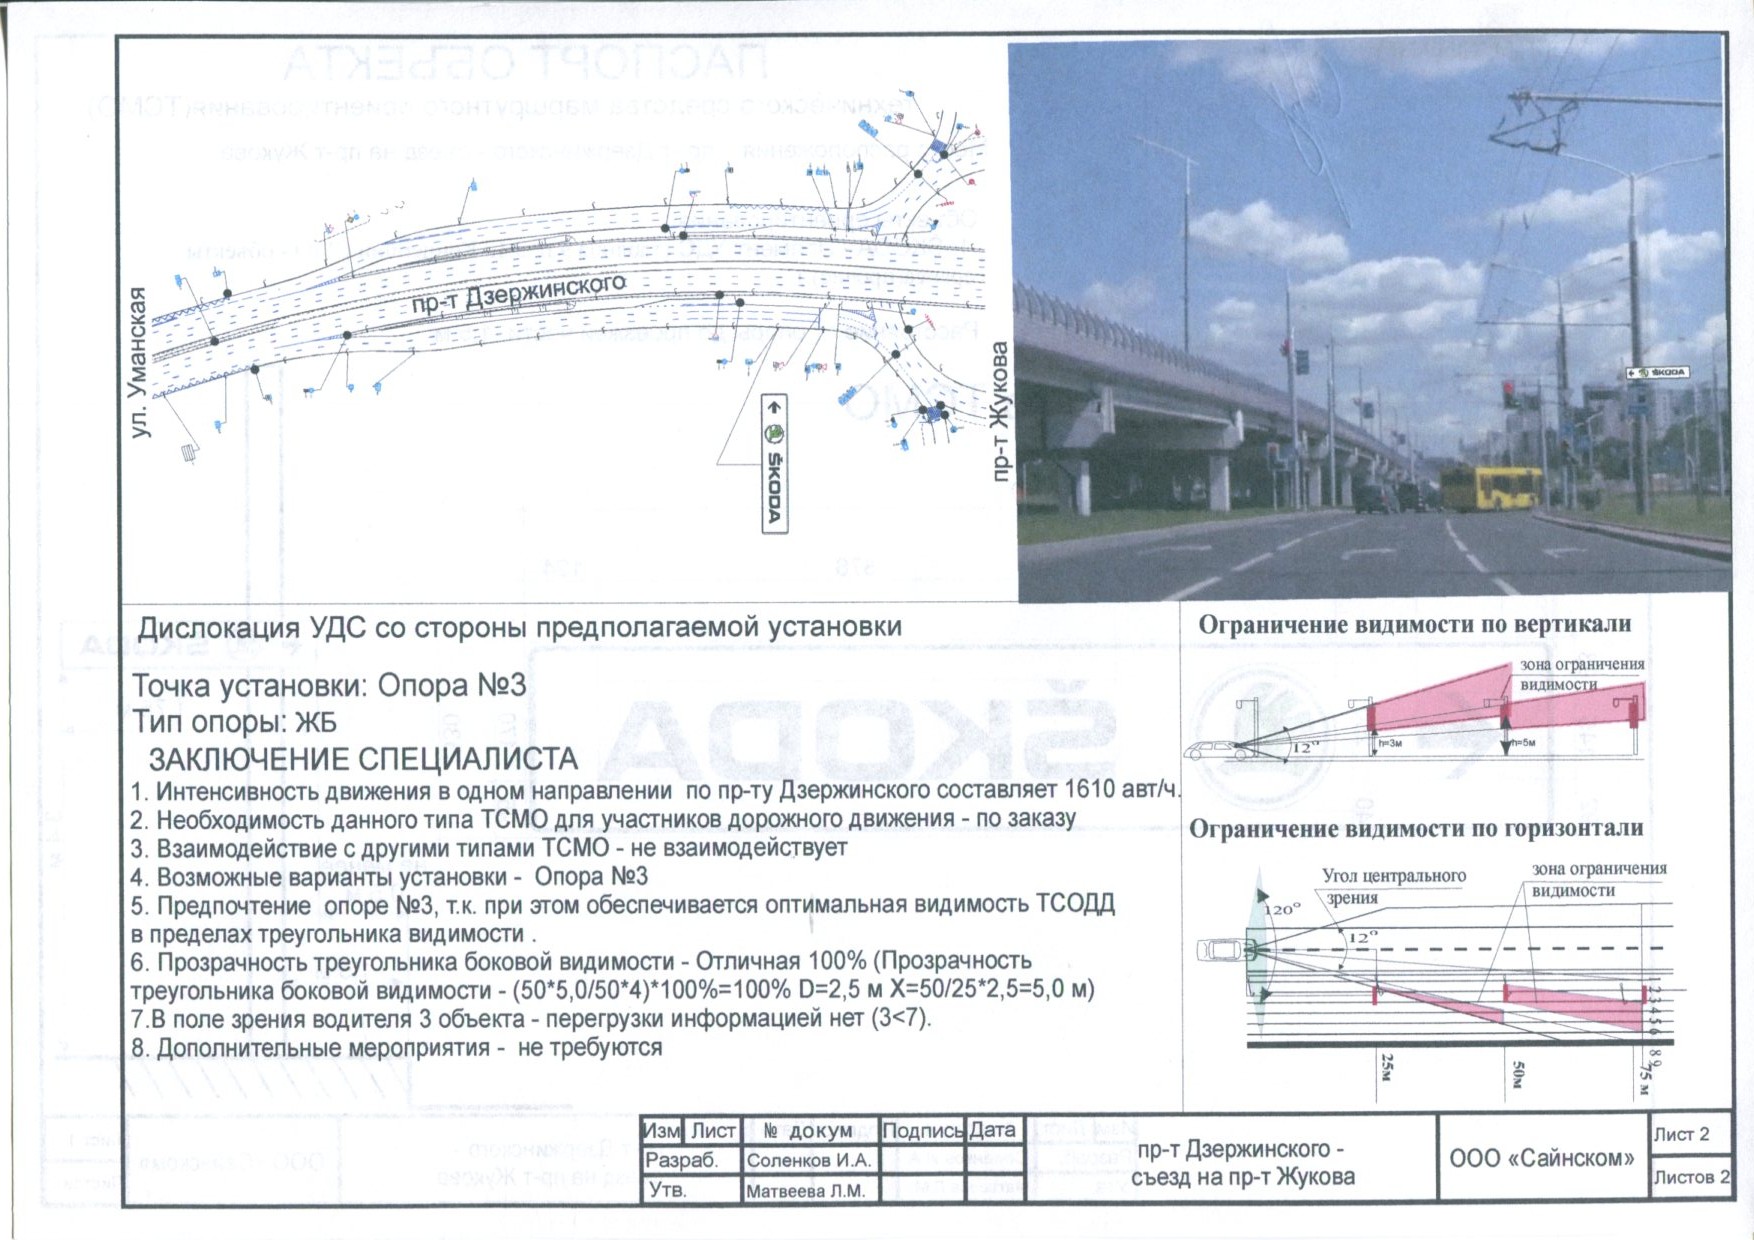 ул. Уманская
пр-т Дзержинского
пр-т Жукова
ŠKODA
ŠKODA
Дислокация УДС со стороны предполагаемой установки
Точка установки: Опора №3
Тип опоры: ЖБ
ЗАКЛЮЧЕНИЕ СПЕЦИАЛИСТА
1. Интенсивность движения в одном направлении по пр-ту Дзержинского составляет 1610 авт/ч.
2. Необходимость данного типа ТСМО для участников дорожного движения - по заказу
3. Взаимодействие с другими типами ТСМО - не взаимодействует
4. Возможные варианты установки - Опора №3
5. Предпочтение опоре №3, т.к. при этом обеспечивается оптимальная видимость ТСОДД
в пределах треугольника видимости .
6. Прозрачность треугольника боковой видимости - Отличная 100% (Прозрачность
треугольника боковой видимости - (50*5,0/50*4)*100%=100% D=2,5 м X=50/25*2,5=5,0 м)
7.В поле зрения водителя 3 объекта - перегрузки информацией нет (3<7).
8. Дополнительные мероприятия - не требуются
Ограничение видимости по вертикали
зона ограничения
видимости
12°
h=3м
h=5м
Ограничение видимости по горизонтали
Угол центрального
зрения
зона ограничения
видимости
120°
12°
1 2 3 4 5 6 7 8 9
25м
50м
75 м
Изм Лист № докум Подпись Дата
Разраб. Соленков И.А.
Утв. Матвеева Л.М.
пр-т Дзержинского -
съезд на пр-т Жукова
ООО «Сайнском»
Лист 2
Листов 2